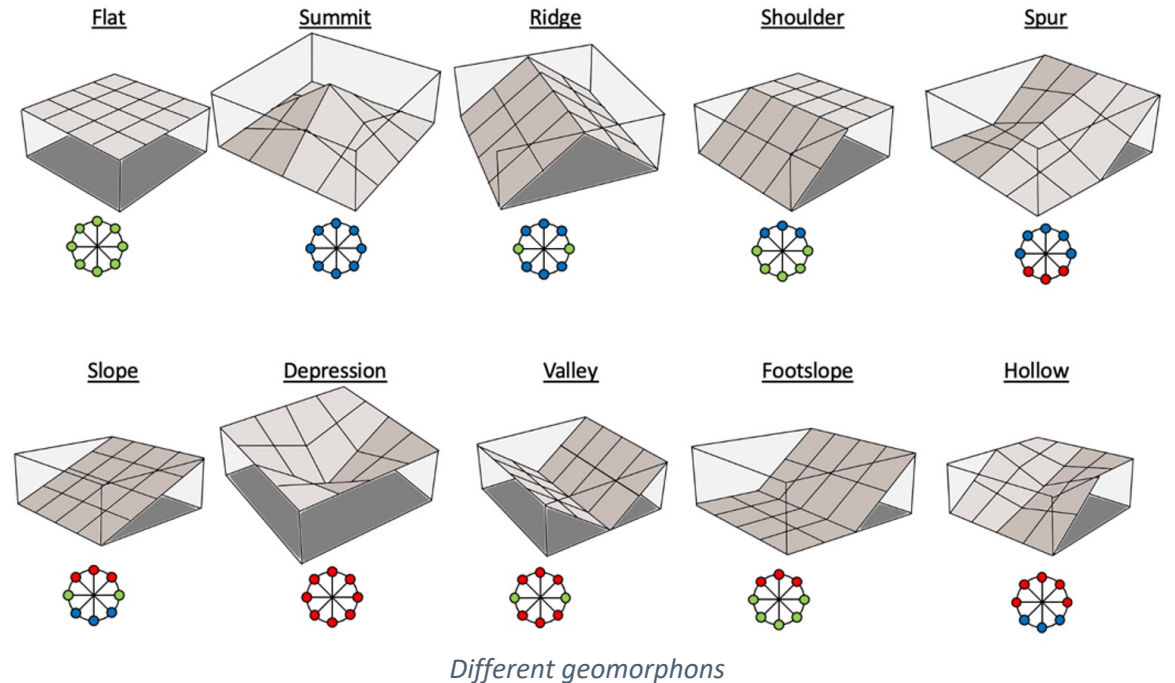 Flat Summit Ridge Shoulder Spur
Slope Depression Valley Footslope Hollow
Different geomorphons